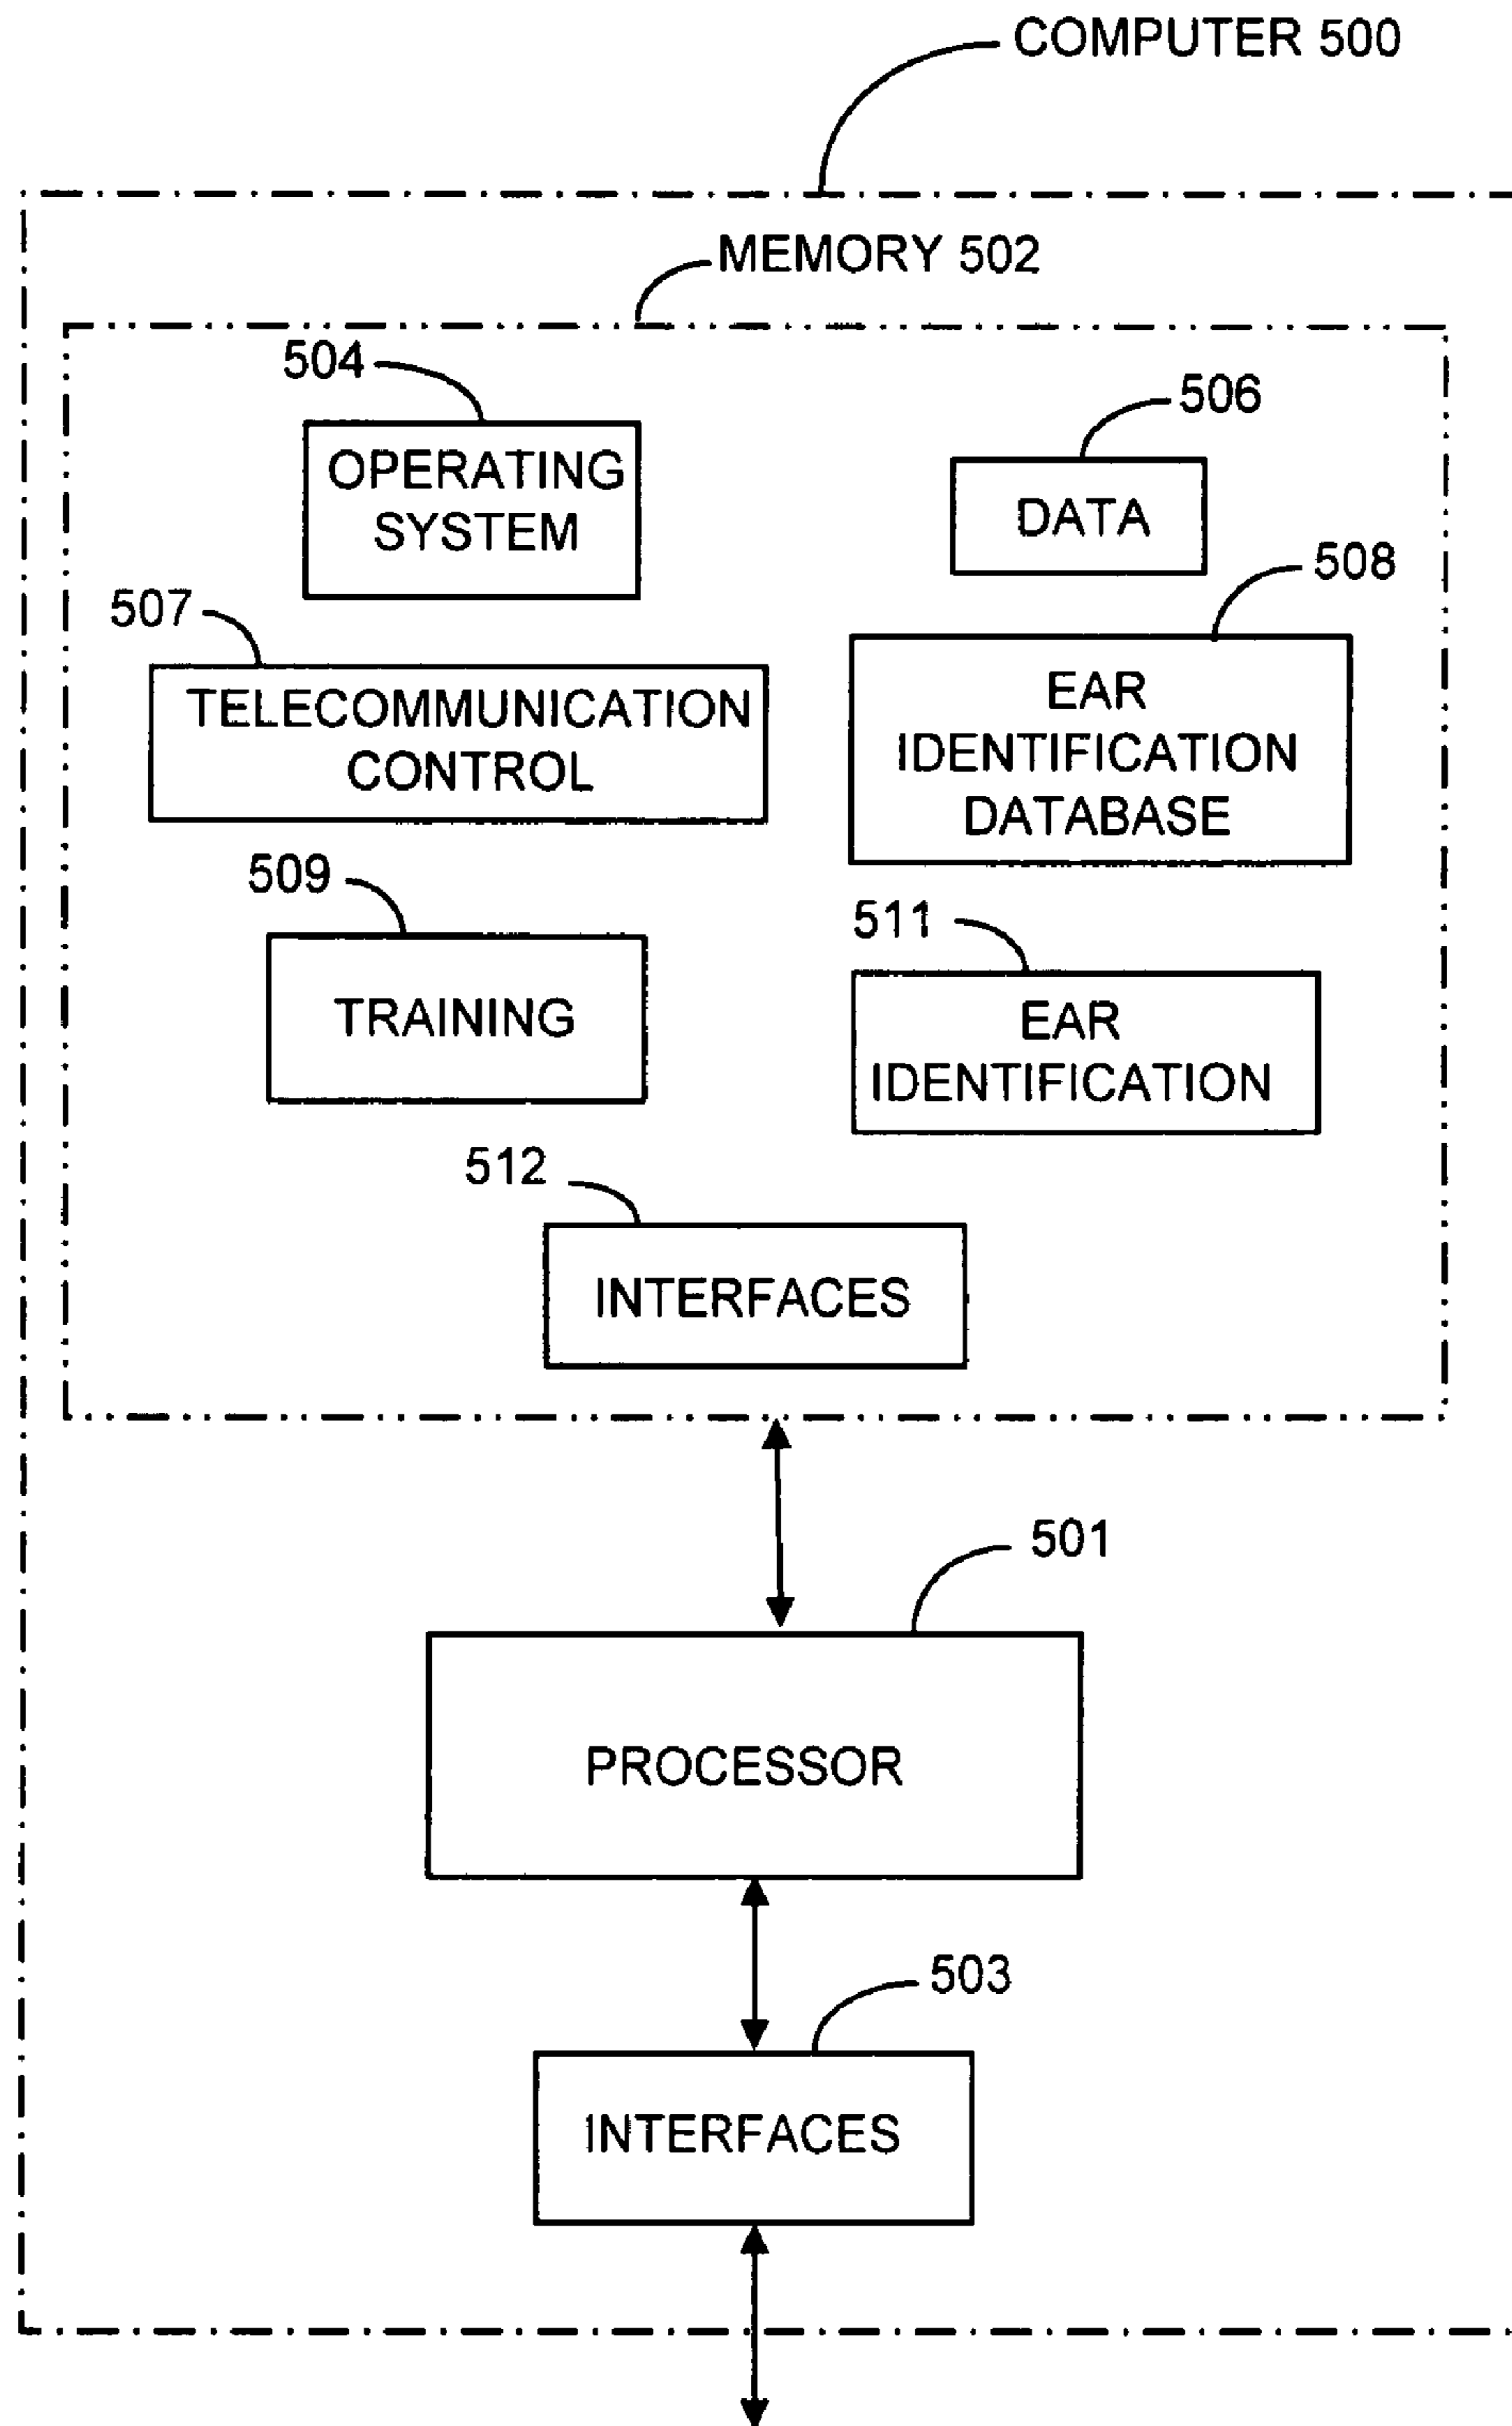 COMPUTER 500
MEMORY 502
504
OPERATING
SYSTEM
506
DATA
507
TELECOMMUNICATION
CONTROL
508
EAR
IDENTIFICATION
DATABASE
509
TRAINING
511
EAR
IDENTIFICATION
512
INTERFACES
501
PROCESSOR
503
INTERFACES